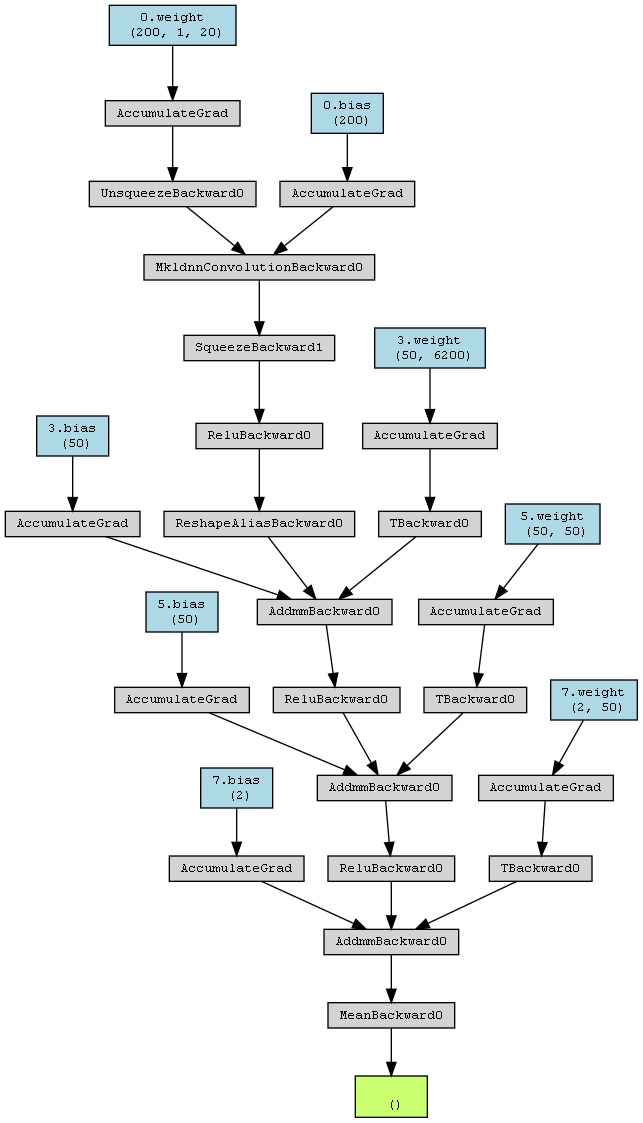 0.weight
(200, 1, 20)
AccumulateGrad
0.bias
(200)
UnsqueezeBackward0
AccumulateGrad
MkldnnConvolutionBackward0
SqueezeBackward1
3.weight
(50, 6200)
3.bias
(50)
ReluBackward0
AccumulateGrad
AccumulateGrad
ReshapeAliasBackward0
TBackward0
5.weight
(50, 50)
5.bias
(50)
AddmmBackward0
AccumulateGrad
AccumulateGrad
ReluBackward0
TBackward0
7.weight
(2, 50)
7.bias
(2)
AddmmBackward0
AccumulateGrad
AccumulateGrad
ReluBackward0
TBackward0
AddmmBackward0
MeanBackward0
()